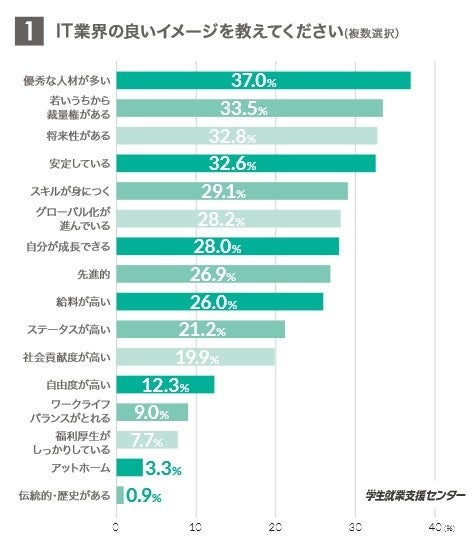 1 IT業界の良いイメージを教えてください(複数選択)
優秀な人材が多い 37.0%
若いうちから
裁量権がある 33.5%
将来性がある 32.8%
安定している 32.6%
スキルが身につく 29.1%
グローバル化が
進んでいる 28.2%
自分が成長できる 28.0%
先進的 26.9%
給料が高い 26.0%
ステータスが高い 21.2%
社会貢献度が高い 19.9%
自由度が高い 12.3%
ワークライフ
バランスがとれる 9.0%
福利厚生が
しっかりしている 7.7%
アットホーム 3.3%
伝統的・歴史がある 0.9%
学生就業支援センター
0 10 20 30 40 (%)